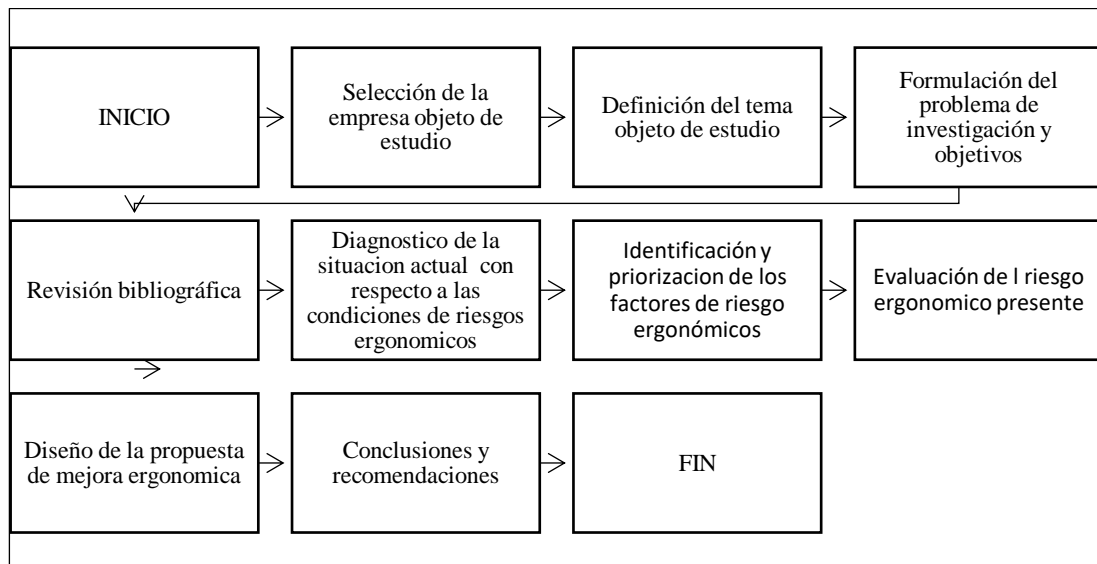 INICIO
Selección de la
empresa objeto de
estudio
Definición del tema
objeto de estudio
Formulación del
problema de
investigación y
objetivos
Revisión bibliográfica
Diagnostico de la
situacion actual con
respecto a las
condiciones de riesgos
ergonomicos
Identificación y
priorizacion de los
factores de riesgo
ergonómicos
Evaluación de l riesgo
ergonomico presente
Diseño de la propuesta
de mejora ergonomica
Conclusiones y
recomendaciones
FIN